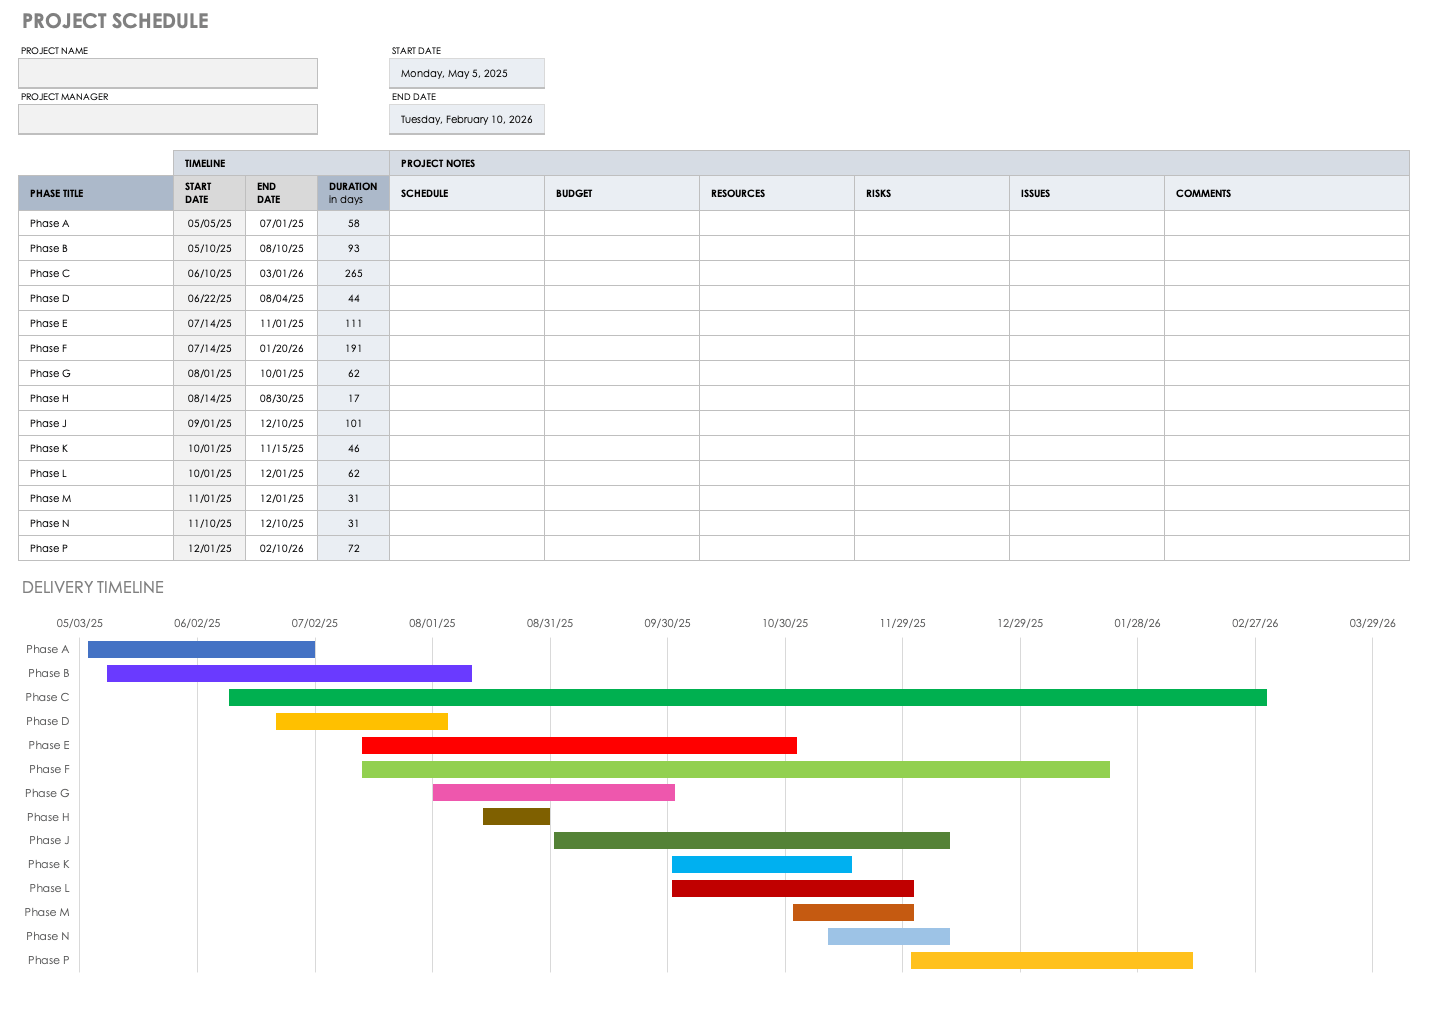 PROJECT SCHEDULE
PROJECT NAME
START DATE
Monday, May 5, 2025
PROJECT MANAGER
END DATE
Tuesday, February 10, 2026
TIMELINE PROJECT NOTES
PHASE TITLE START DATE END DATE DURATION in days SCHEDULE BUDGET RESOURCES RISKS ISSUES COMMENTS
Phase A 05/05/25 07/01/25 58
Phase B 05/10/25 08/10/25 93
Phase C 06/10/25 03/01/26 265
Phase D 06/22/25 08/04/25 44
Phase E 07/14/25 11/01/25 111
Phase F 07/14/25 01/20/26 191
Phase G 08/01/25 10/01/25 62
Phase H 08/14/25 08/30/25 17
Phase J 09/01/25 12/10/25 101
Phase K 10/01/25 11/15/25 46
Phase L 10/01/25 12/01/25 62
Phase M 11/01/25 12/01/25 31
Phase N 11/10/25 12/10/25 31
Phase P 12/01/25 02/10/26 72
DELIVERY TIMELINE
05/03/25 06/02/25 07/02/25 08/01/25 08/31/25 09/30/25 10/30/25 11/29/25 12/29/25 01/28/26 02/27/26 03/29/26
Phase A
Phase B
Phase C
Phase D
Phase E
Phase F
Phase G
Phase H
Phase J
Phase K
Phase L
Phase M
Phase N
Phase P